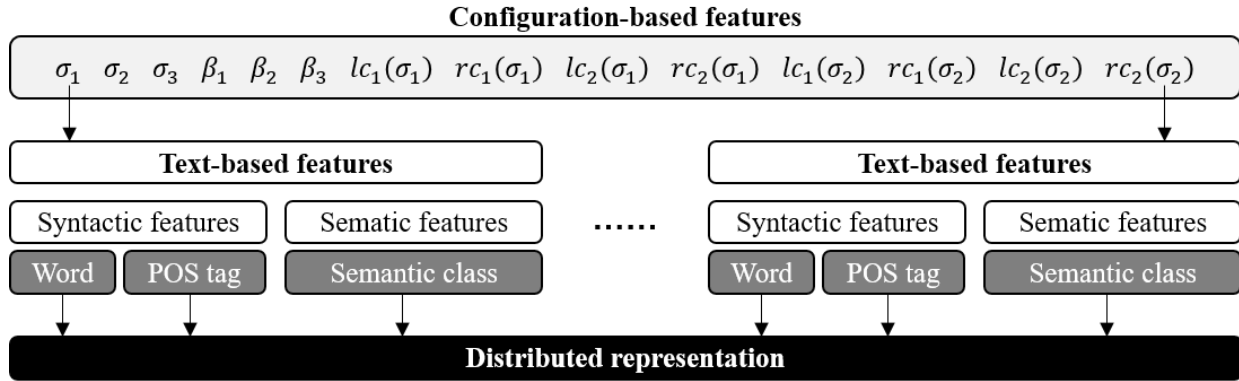 Configuration-based features
σ₁ σ₂ σ₃ β₁ β₂ β₃ lc₁(σ₁) rc₁(σ₁) lc₂(σ₁) rc₂(σ₁) lc₁(σ₂) rc₁(σ₂) lc₂(σ₂) rc₂(σ₂)
Text-based features Text-based features
Syntactic features Sematic features ...... Syntactic features Sematic features
Word POS tag Semantic class Word POS tag Semantic class
Distributed representation